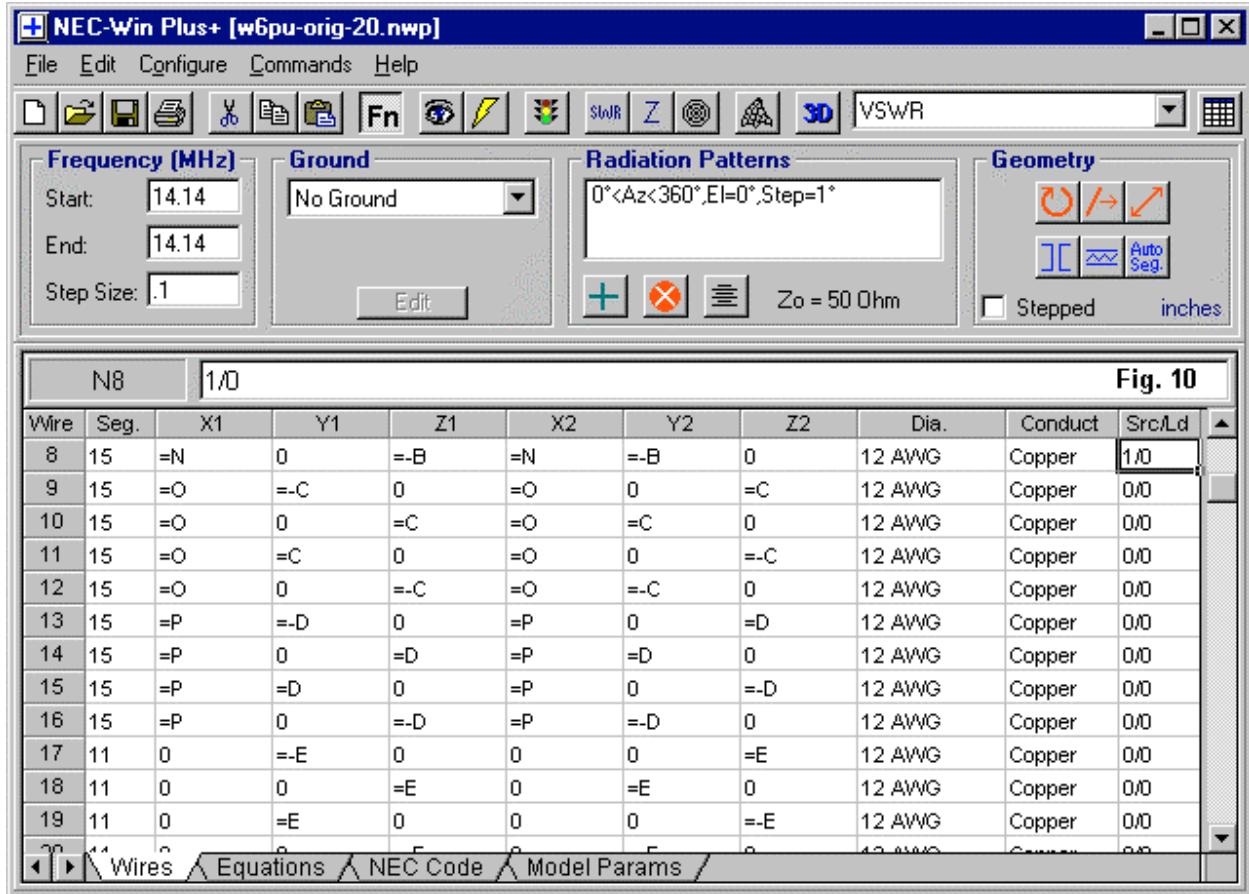 NEC-Win Plus+ [w6pu-orig-20.nwp]
File Edit Configure Commands Help
Fn SWR Z 3D VSWR
Frequency (MHz) Ground Radiation Patterns Geometry
Start: 14.14 No Ground 0°<Az<360°,El=0°,Step=1°
End: 14.14
Auto Seg.
Step Size: .1 Edit Zo = 50 Ohm Stepped inches
N8 1/0 Fig. 10
Wire Seg. X1 Y1 Z1 X2 Y2 Z2 Dia. Conduct Src/Ld
8 15 =N 0 =-B =N =-B 0 12 AWG Copper 1/0
9 15 =O =-C 0 =O 0 =C 12 AWG Copper 0/0
10 15 =O 0 =C =O =C 0 12 AWG Copper 0/0
11 15 =O =C 0 =O 0 =-C 12 AWG Copper 0/0
12 15 =O 0 =-C =O =-C 0 12 AWG Copper 0/0
13 15 =P =-D 0 =P 0 =D 12 AWG Copper 0/0
14 15 =P 0 =D =P =D 0 12 AWG Copper 0/0
15 15 =P =D 0 =P 0 =-D 12 AWG Copper 0/0
16 15 =P 0 =-D =P =-D 0 12 AWG Copper 0/0
17 11 0 =-E 0 0 0 =E 12 AWG Copper 0/0
18 11 0 0 =E 0 =E 0 12 AWG Copper 0/0
19 11 0 =E 0 0 0 =-E 12 AWG Copper 0/0
Wires Equations NEC Code Model Params